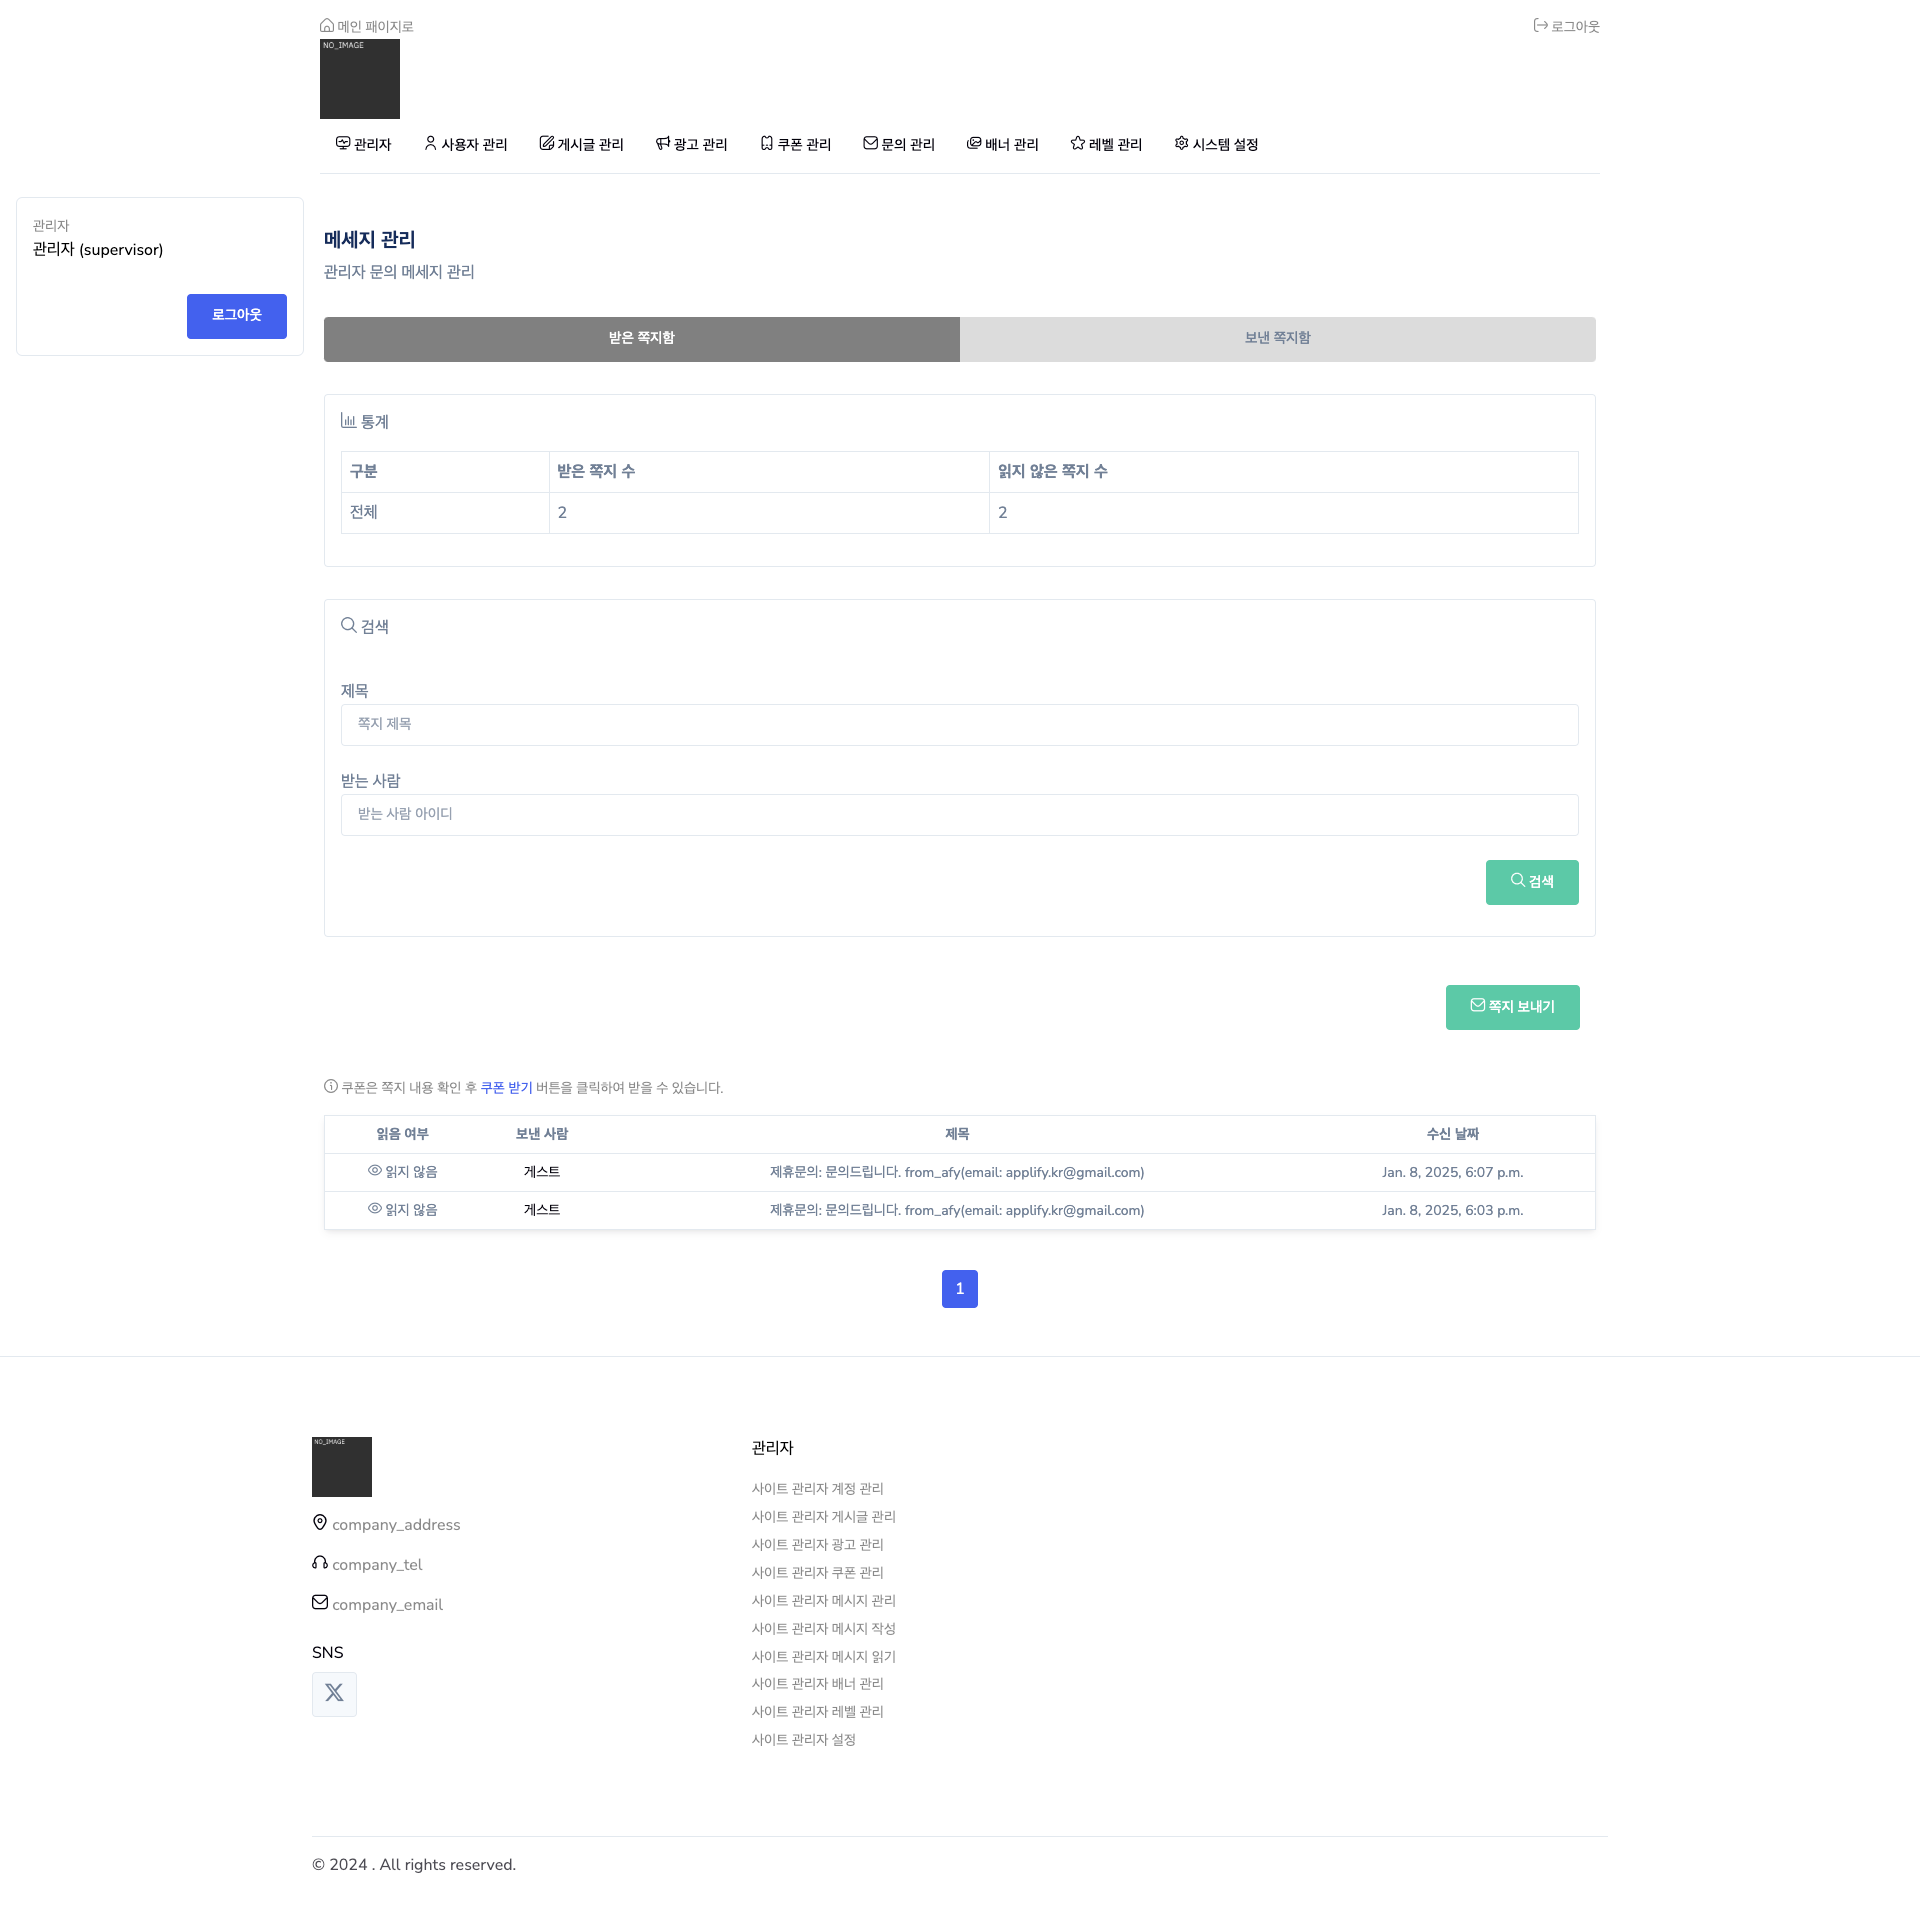 메인 패이지로
로그아웃
NO_IMAGE
관리자 사용자 관리 게시글 관리 광고 관리 쿠폰 관리 문의 관리 배너 관리 레벨 관리 시스템 설정
관리자
관리자 (supervisor)
로그아웃
메세지 관리
관리자 문의 메세지 관리
받은 쪽지함 보낸 쪽지함
통계
구분 받은 쪽지 수 읽지 않은 쪽지 수
전체 2 2
검색
제목
쪽지 제목
받는 사람
받는 사람 아이디
검색
쪽지 보내기
쿠폰은 쪽지 내용 확인 후 쿠폰 받기 버튼을 클릭하여 받을 수 있습니다.
읽음 여부 보낸 사람 제목 수신 날짜
읽지 않음 게스트 제휴문의: 문의드립니다. from_afy(email: applify.kr@gmail.com) Jan. 8, 2025, 6:07 p.m.
읽지 않음 게스트 제휴문의: 문의드립니다. from_afy(email: applify.kr@gmail.com) Jan. 8, 2025, 6:03 p.m.
1
NO_IMAGE
company_address
company_tel
company_email
SNS
관리자
사이트 관리자 계정 관리
사이트 관리자 게시글 관리
사이트 관리자 광고 관리
사이트 관리자 쿠폰 관리
사이트 관리자 메시지 관리
사이트 관리자 메시지 작성
사이트 관리자 메시지 읽기
사이트 관리자 배너 관리
사이트 관리자 레벨 관리
사이트 관리자 설정
© 2024 . All rights reserved.